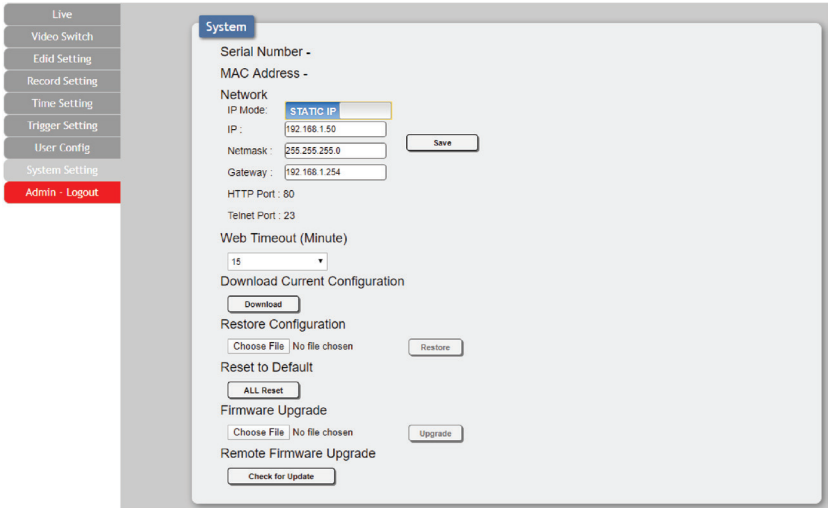 Live
Video Switch
Edid Setting
Record Setting
Time Setting
Trigger Setting
User Config
System Setting
Admin - Logout
System
Serial Number -
MAC Address -
Network
IP Mode: STATIC IP
IP : 192.168.1.50
Save
Netmask : 255.255.255.0
Gateway : 192.168.1.254
HTTP Port : 80
Telnet Port : 23
Web Timeout (Minute)
15
Download Current Configuration
Download
Restore Configuration
Choose File No file chosen Restore
Reset to Default
ALL Reset
Firmware Upgrade
Choose File No file chosen Upgrade
Remote Firmware Upgrade
Check for Update